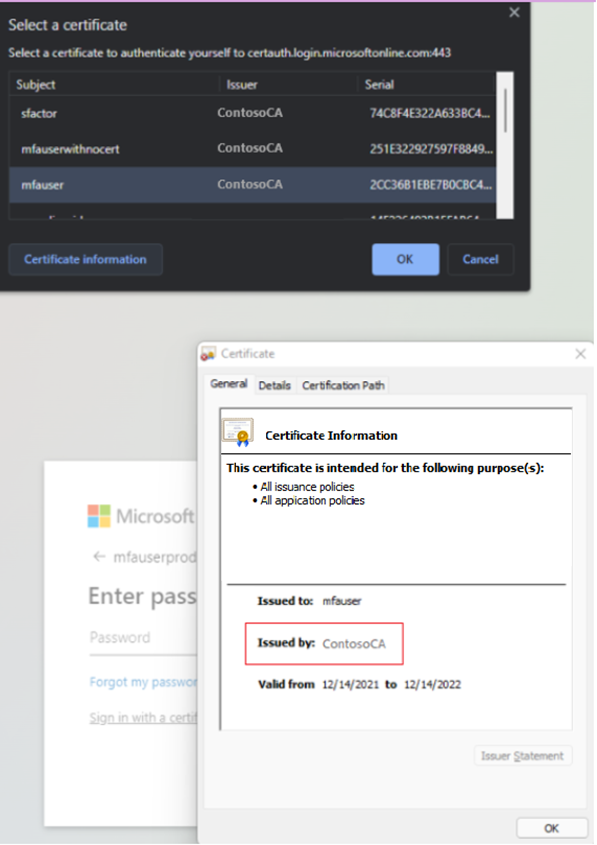 Select a certificate
Select a certificate to authenticate yourself to certauth.login.microsoftonline.com:443
Subject Issuer Serial
sfactor ContosoCA 74C8F4E322A633BC4...
mfauserwithnocert ContosoCA 251E322927597F8849...
mfauser ContosoCA 2CC36B1EBE7B0CBC4...
Certificate information OK Cancel
Certificate
General Details Certification Path
Certificate Information
This certificate is intended for the following purpose(s):
• All issuance policies
• All appication policies
Issued to: mfauser
Issued by: ContosoCA
Valid from 12/14/2021 to 12/14/2022
Issuer Statement
OK
Microsoft
← mfauserprod
Enter pass
Password
Forgot my passwor
Sign in with a certif